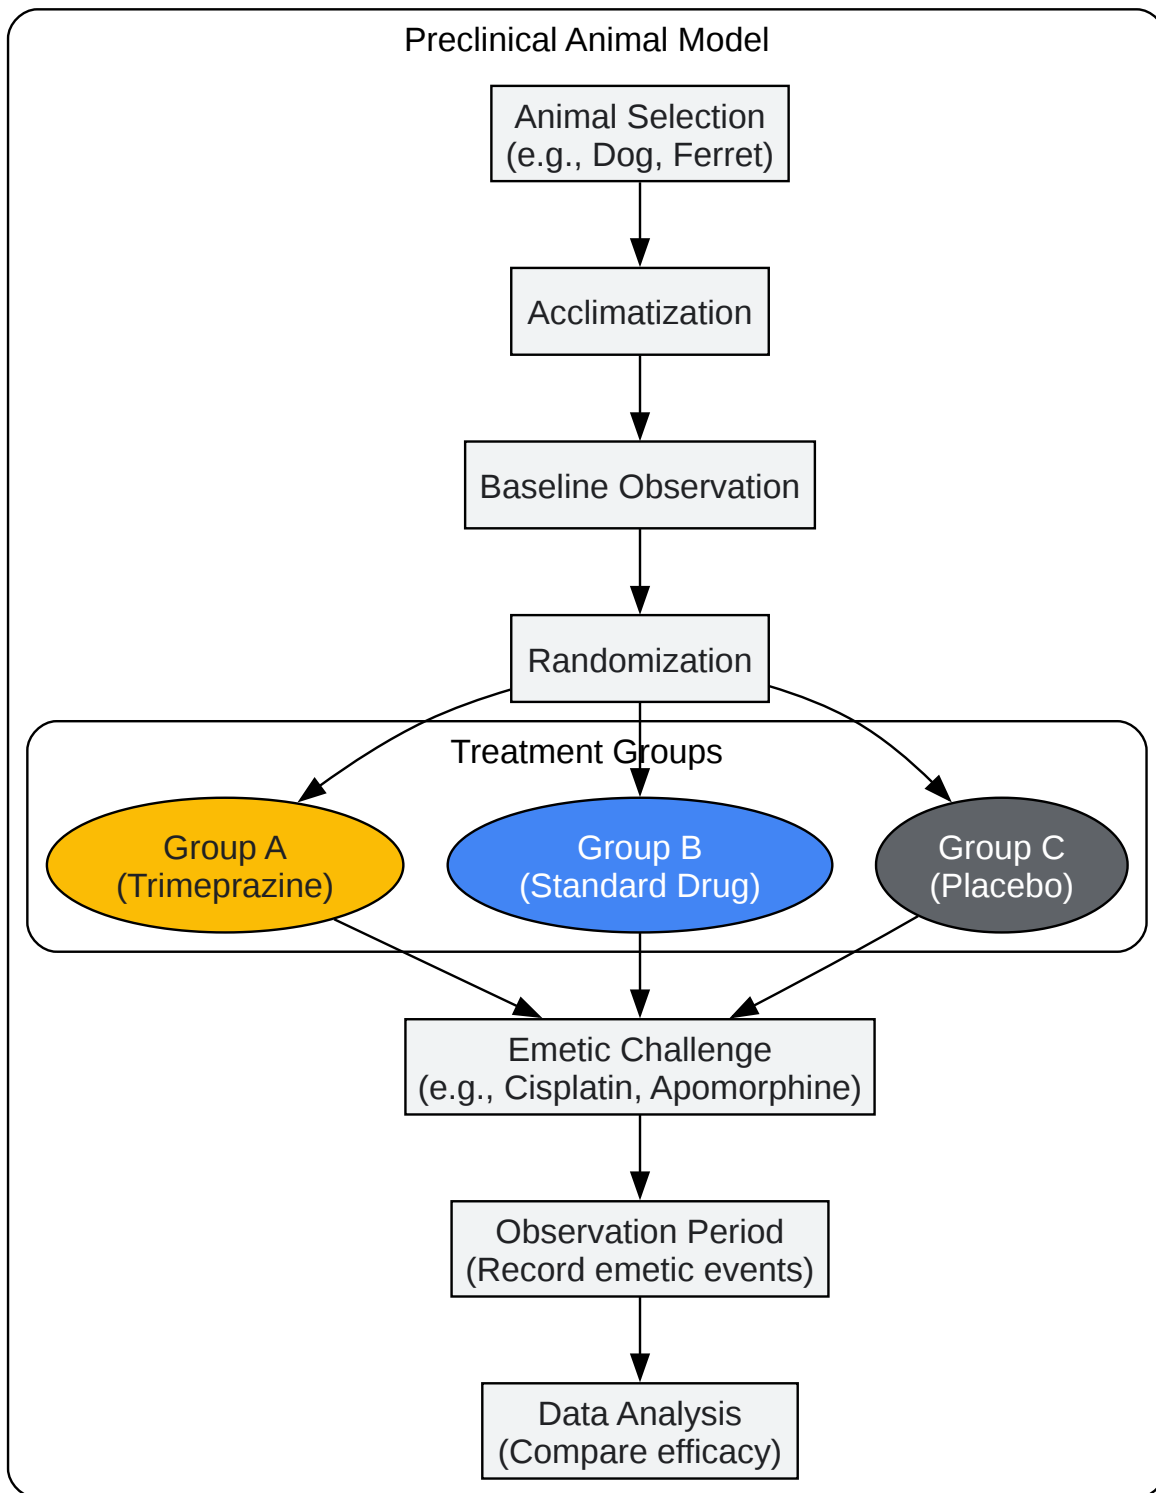 Preclinical Animal Model
Animal Selection
(e.g., Dog, Ferret)
Acclimatization
Baseline Observation
Randomization
Treatment Groups
Group A
(Trimeprazine)
Group B
(Standard Drug)
Group C
(Placebo)
Emetic Challenge
(e.g., Cisplatin, Apomorphine)
Observation Period
(Record emetic events)
Data Analysis
(Compare efficacy)